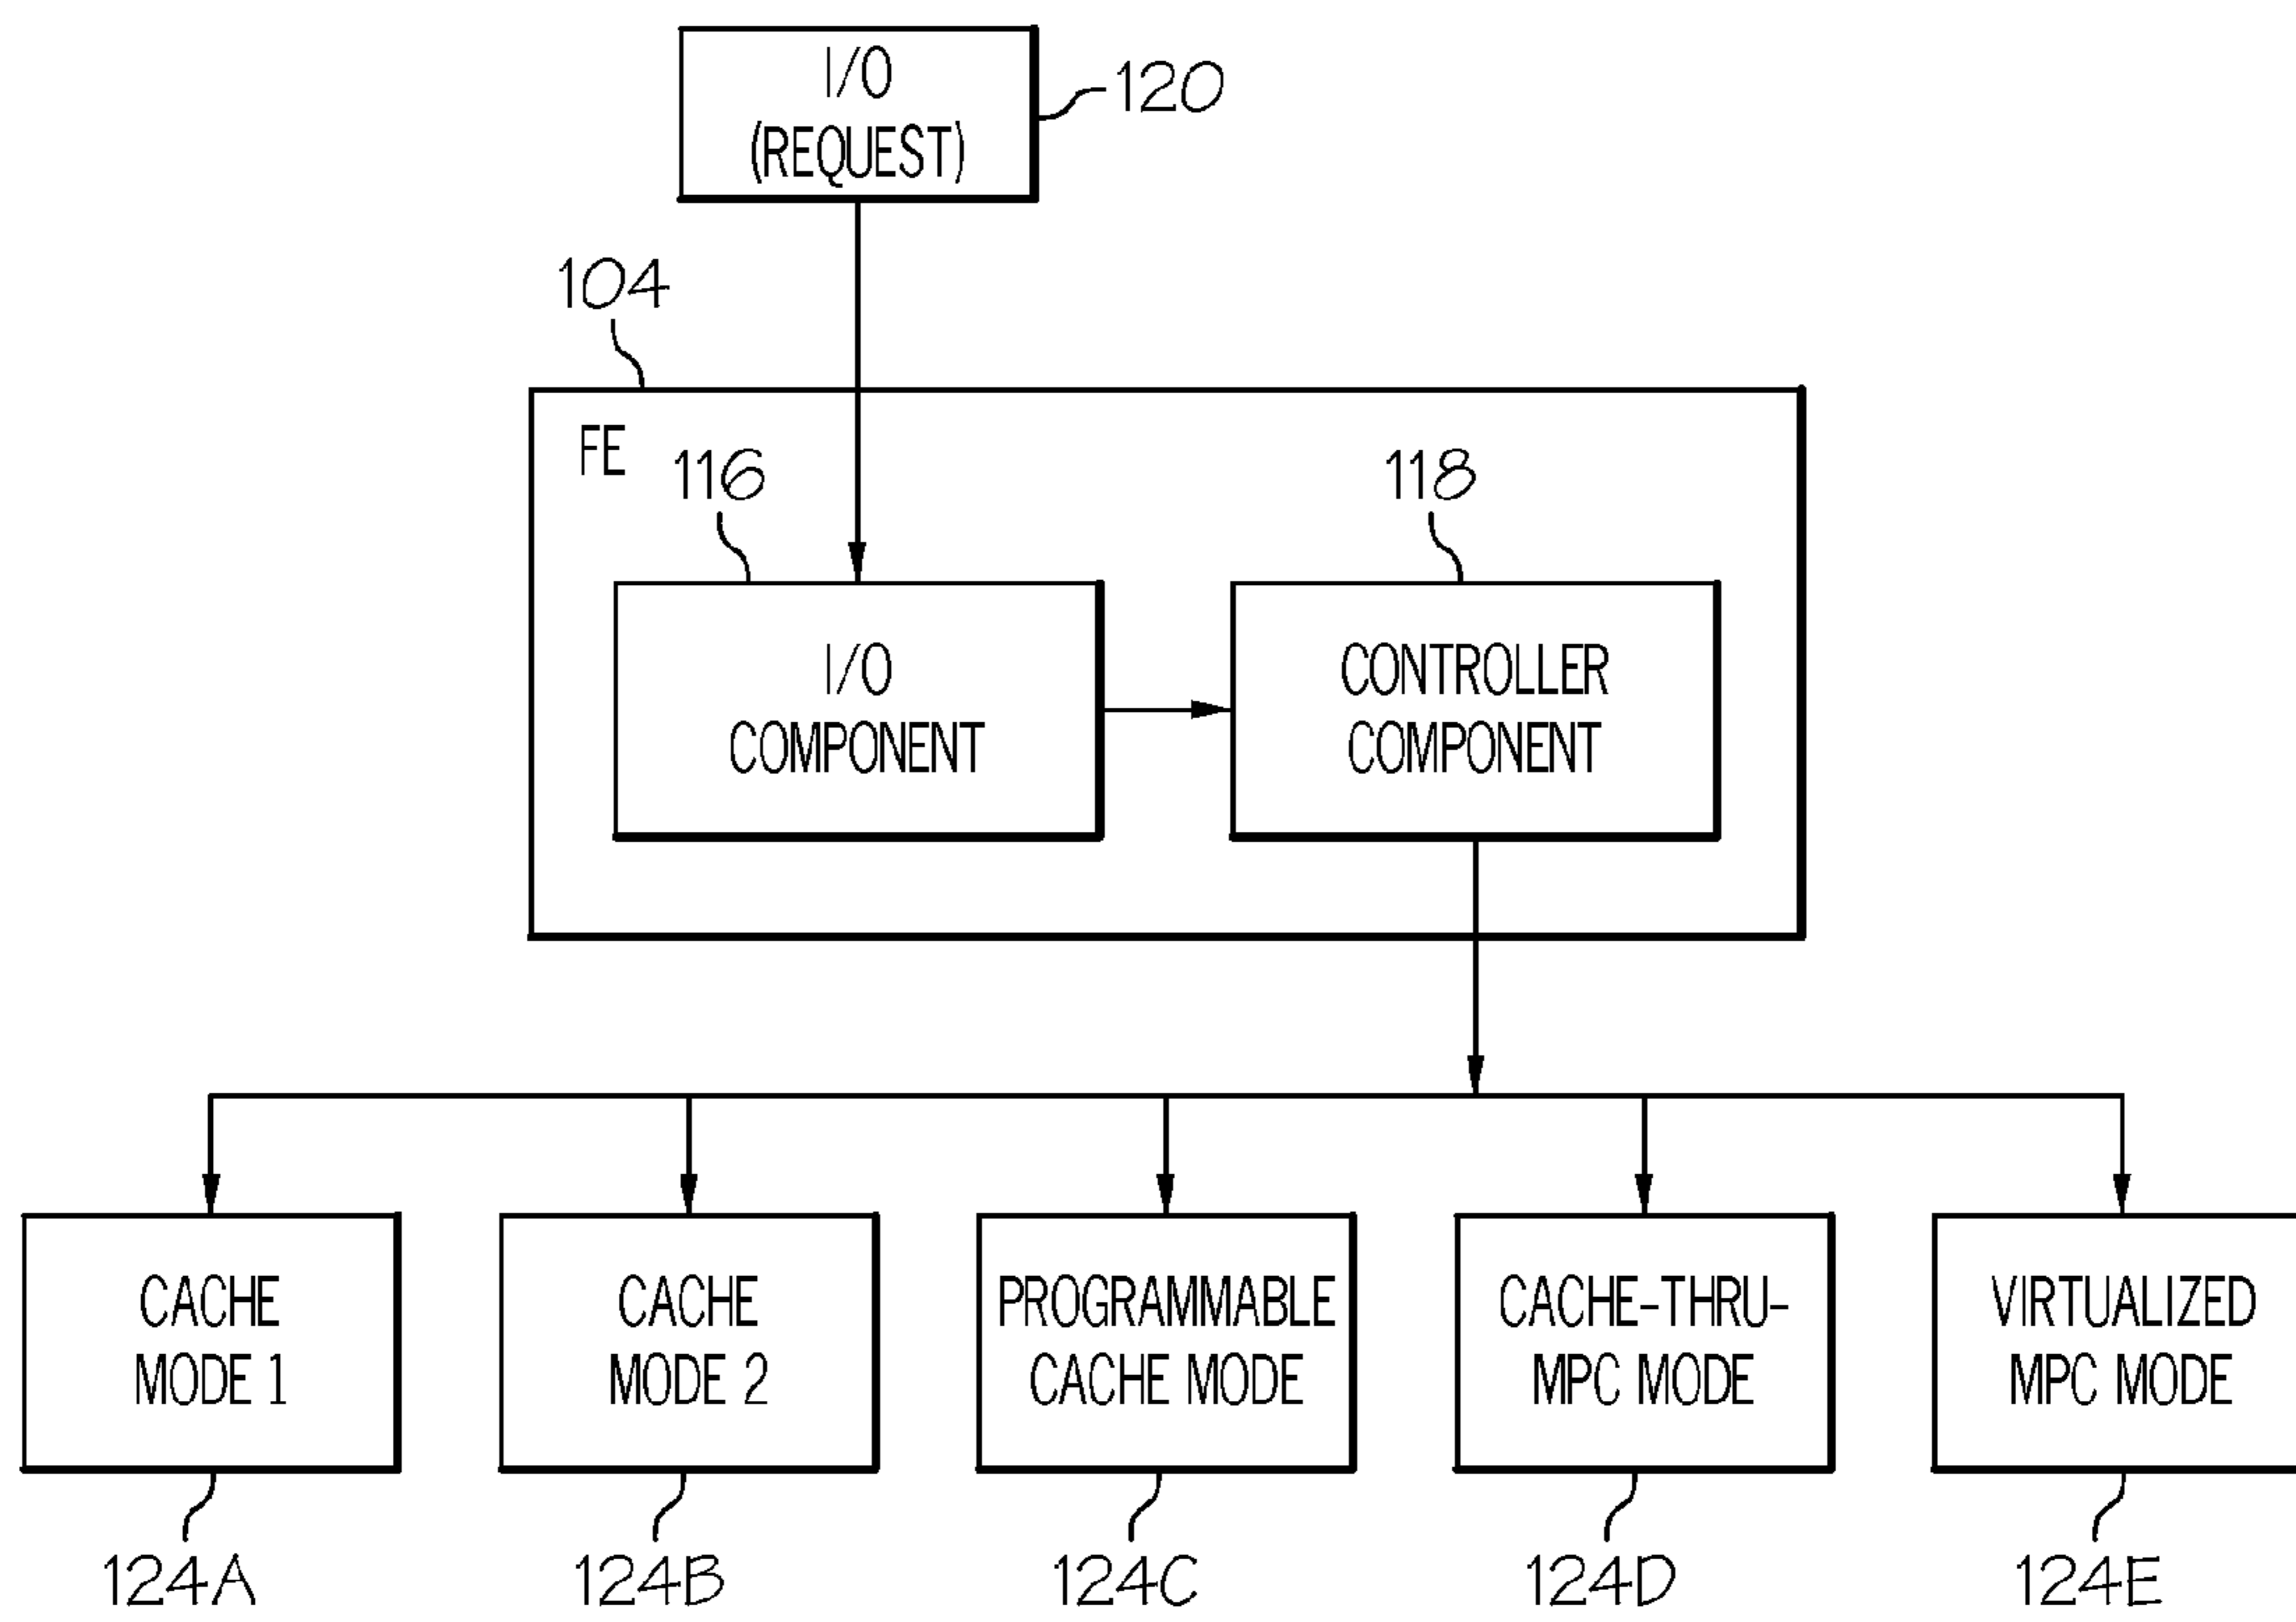 I/O
(REQUEST)
120
104
FE
116
118
I/O
COMPONENT
CONTROLLER
COMPONENT
CACHE
MODE 1
CACHE
MODE 2
PROGRAMMABLE
CACHE MODE
CACHE-THRU-
MPC MODE
VIRTUALIZED
MPC MODE
124A
124B
124C
124D
124E